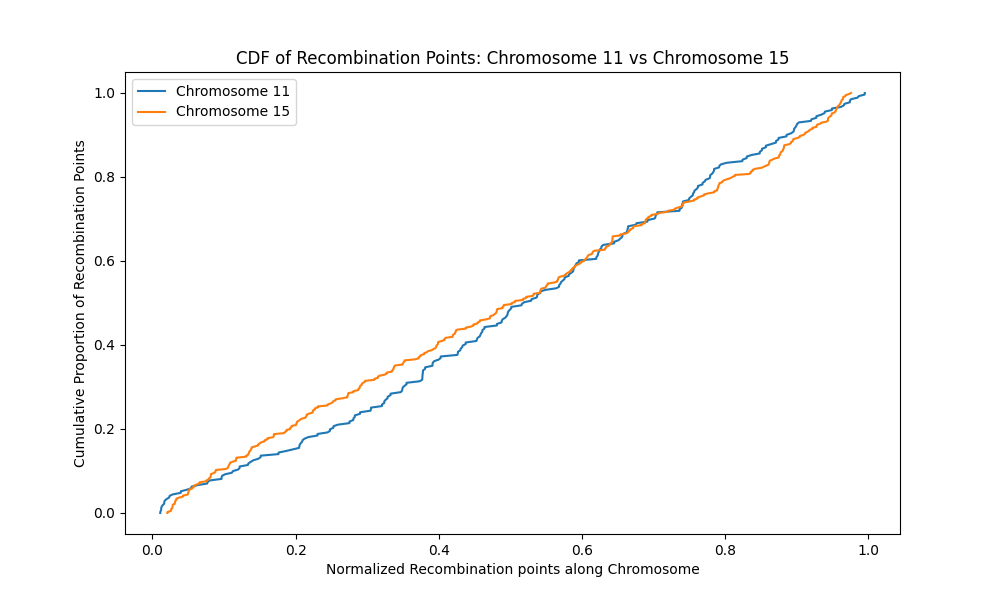 CDF of Recombination Points: Chromosome 11 vs Chromosome 15
Chromosome 11
Chromosome 15
1.0
0.8
0.6
0.4
0.2
0.0
Cumulative Proportion of Recombination Points
0.0 0.2 0.4 0.6 0.8 1.0
Normalized Recombination points along Chromosome